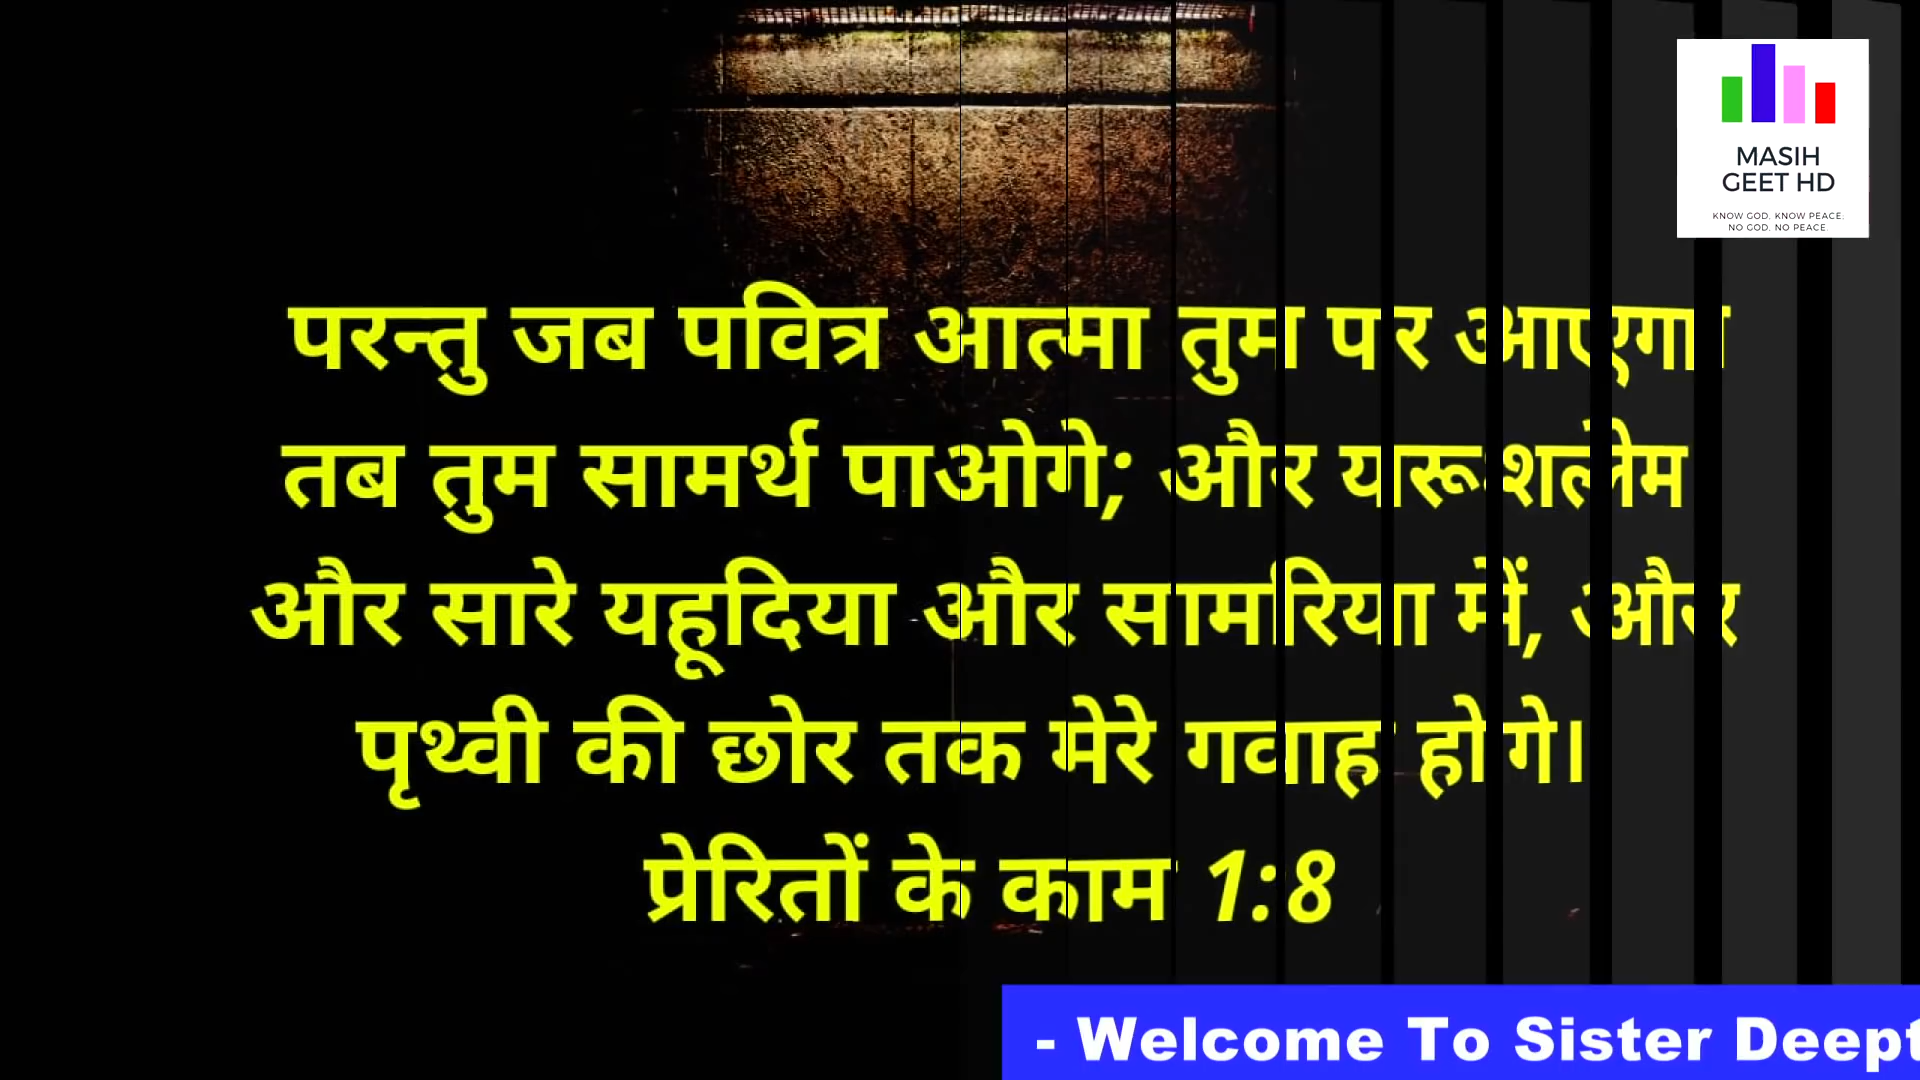 MASIH
GEET HD
KNOW GOD. KNOW PEACE.
NO GOD. NO PEACE.
परन्तु जब पवित्र आत्मा तुम पर आएगा
तब तुम सामर्थ पाओगे; और यरूशलेम
और सारे यहूदिया और सामरिया में, और
पृथ्वी की छोर तक मेरे गवाह होगे।
प्रेरितों के काम 1:8
- Welcome To Sister